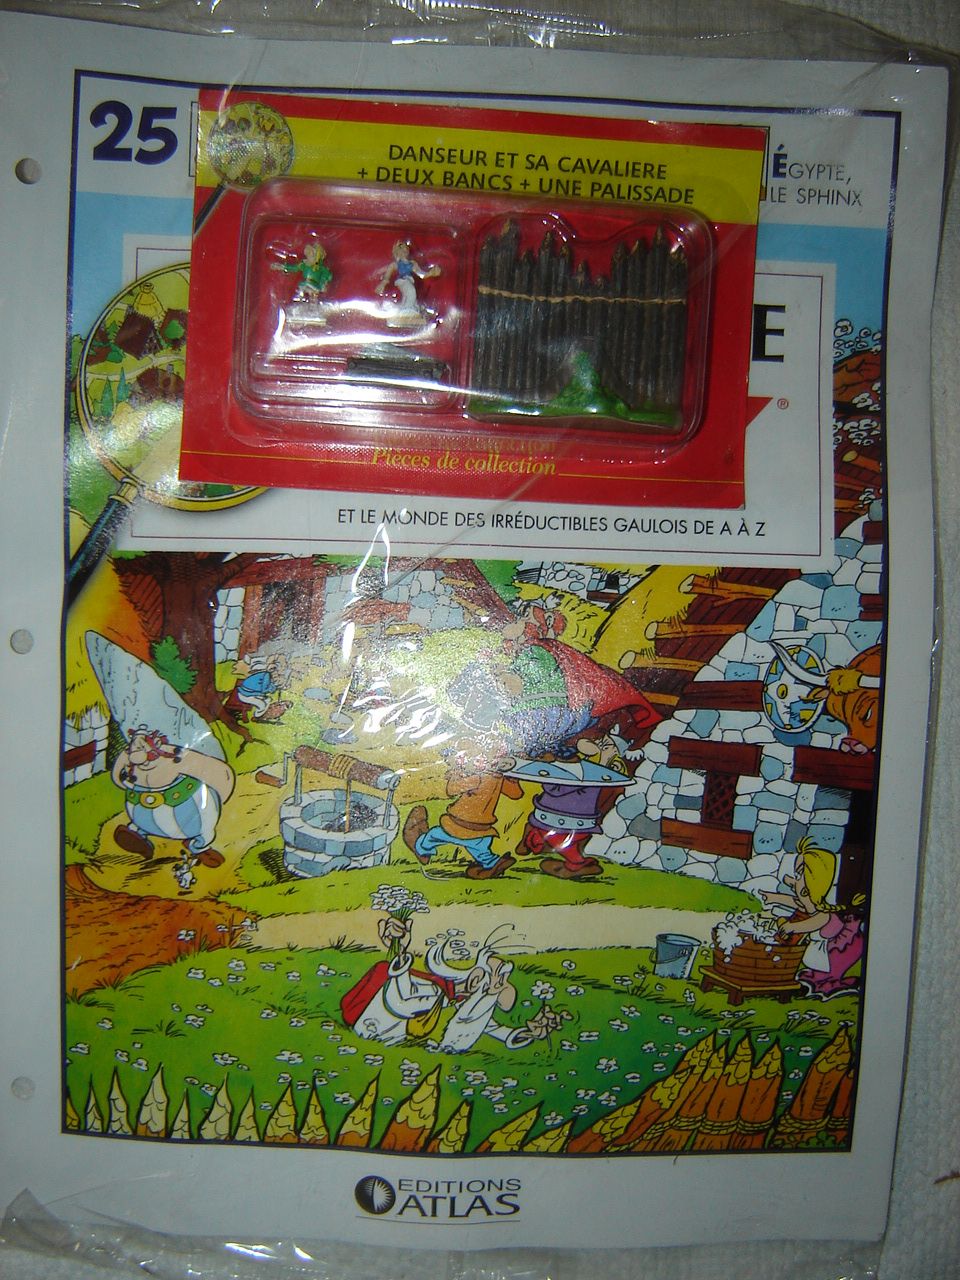 25
DANSEUR ET SA CAVALIERE
+ DEUX BANCS + UNE PALISSADE
ÉGYPTE,
LE SPHINX
E
®
Pièces de collection
ET LE MONDE DES IRRÉDUCTIBLES GAULOIS DE A À Z
EDITIONS
ATLAS